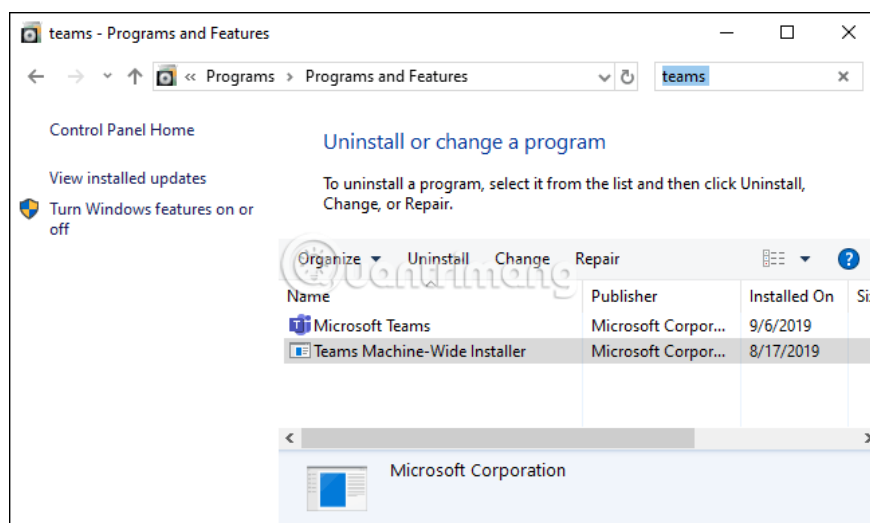 teams - Programs and Features
« Programs > Programs and Features
teams
Control Panel Home
View installed updates
Turn Windows features on or
off
Uninstall or change a program
To uninstall a program, select it from the list and then click Uninstall,
Change, or Repair.
Organize Uninstall Change Repair
Quantrimang
Name Publisher Installed On Si
Microsoft Teams Microsoft Corpor... 9/6/2019
Teams Machine-Wide Installer Microsoft Corpor... 8/17/2019
Microsoft Corporation